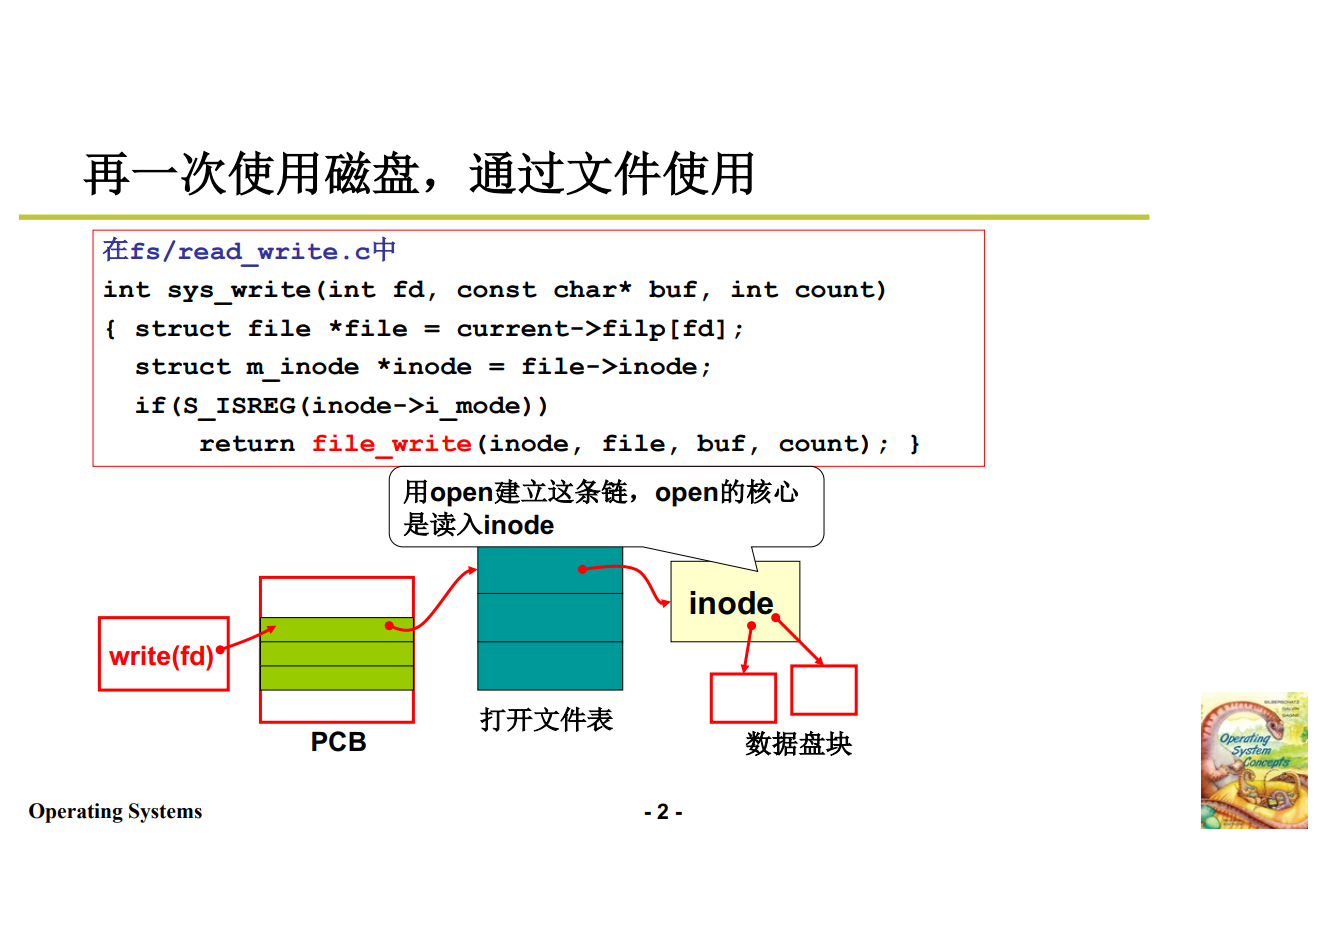 再一次使用磁盘，通过文件使用
在fs/read_write.c中
int sys_write(int fd, const char* buf, int count)
{ struct file *file = current->filp[fd];
struct m_inode *inode = file->inode;
if(S_ISREG(inode->i_mode))
return file_write(inode, file, buf, count); }
用open建立这条链，open的核心
是读入inode
inode
write(fd)
PCB
打开文件表
数据盘块
SILBERSCHATZ
GALVIN
GAGNE
Operating
System
Concepts
Operating Systems
- 2 -